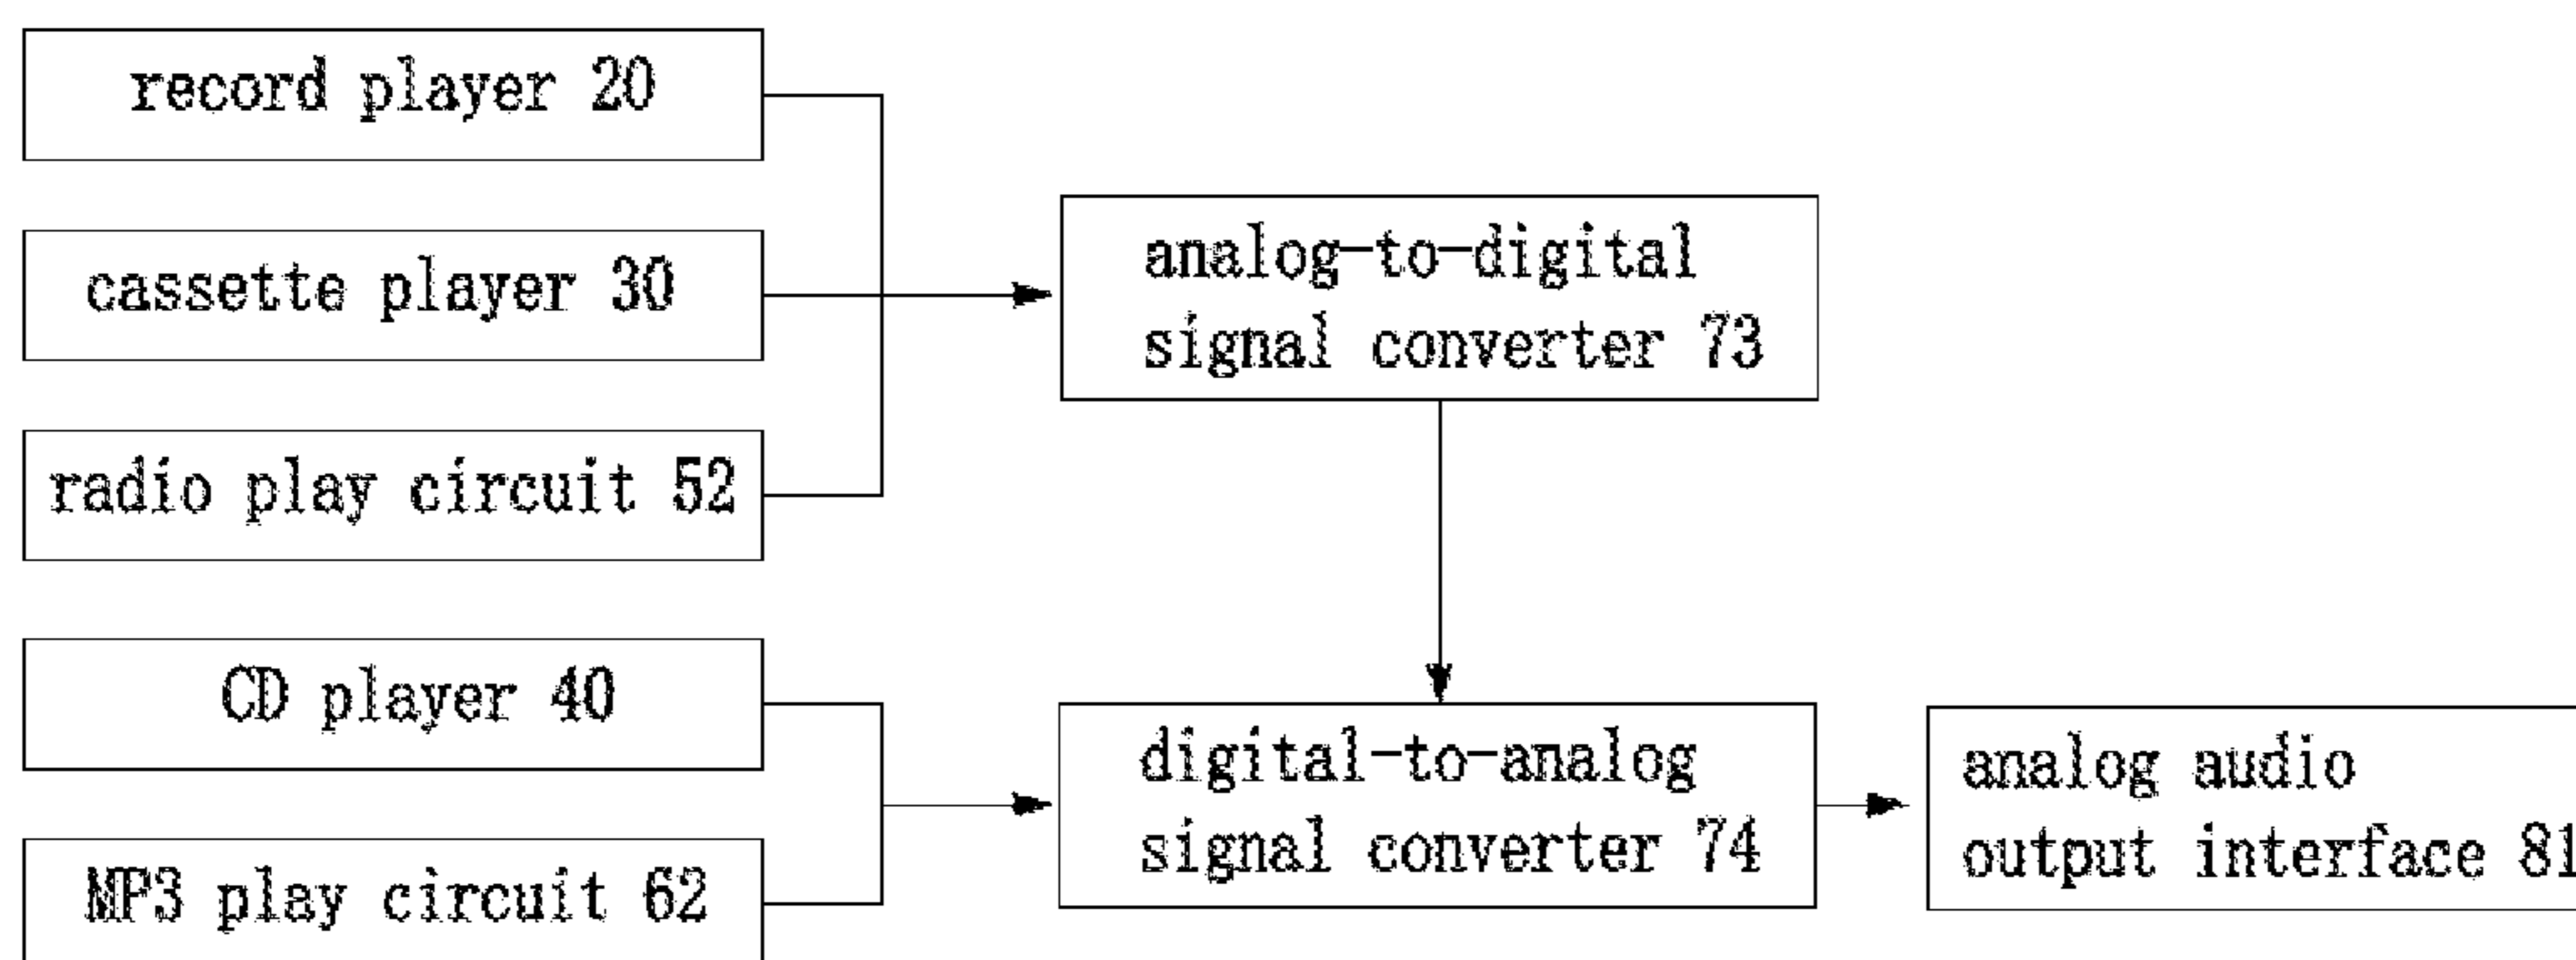 record player 20
cassette player 30
radio play circuit 52
analog-to-digital
signal converter 73
CD player 40
MP3 play circuit 62
digital-to-analog
signal converter 74
analog audio
output interface 81